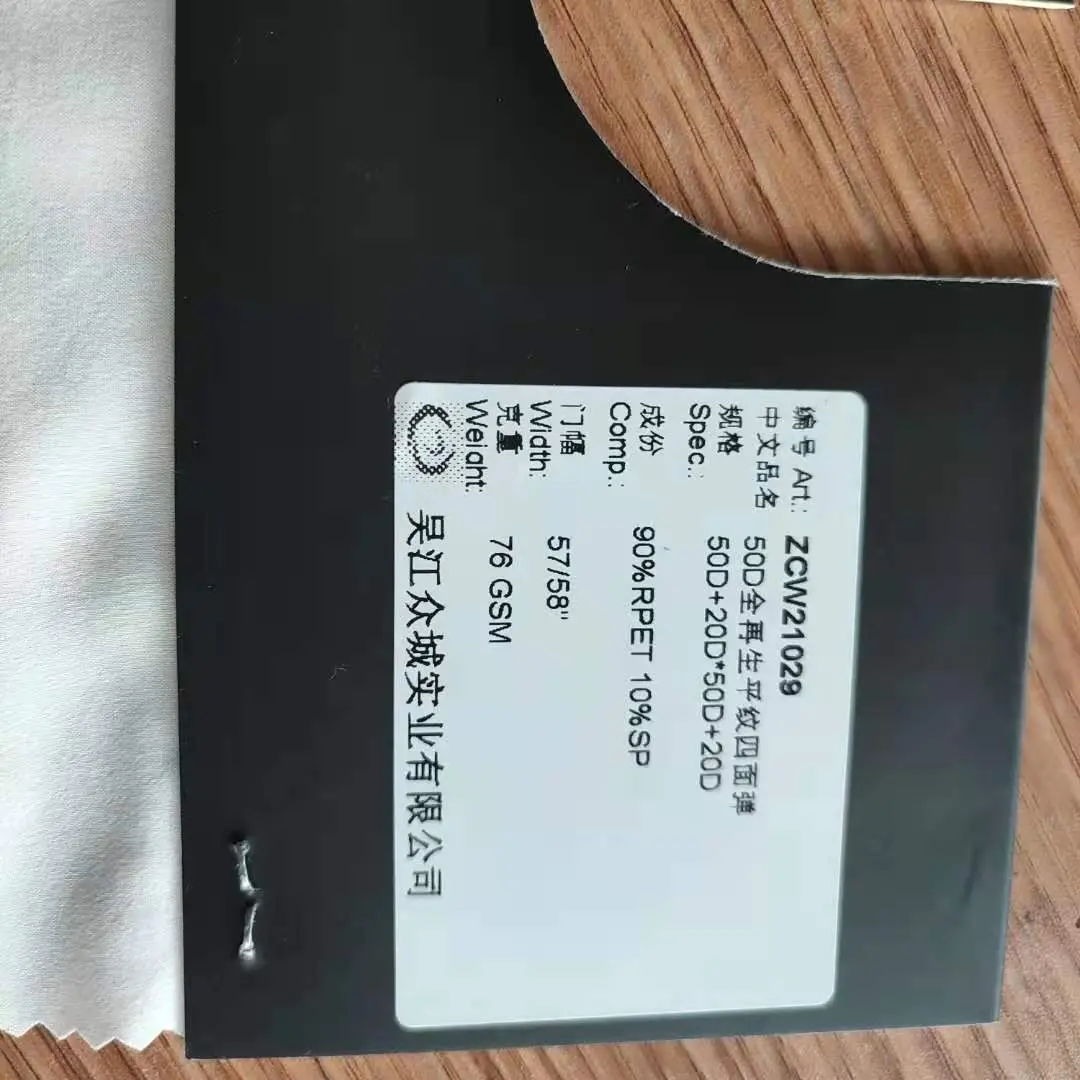 编号 Art.: ZCW21029
中文品名 50D全再生平纹四面弹
规格 50D+20D*50D+20D
Spec.:
成份 90%RPET 10%SP
Comp.:
门幅 57/58"
Width:
克重 76 GSM
Weight:
吴江众城实业有限公司